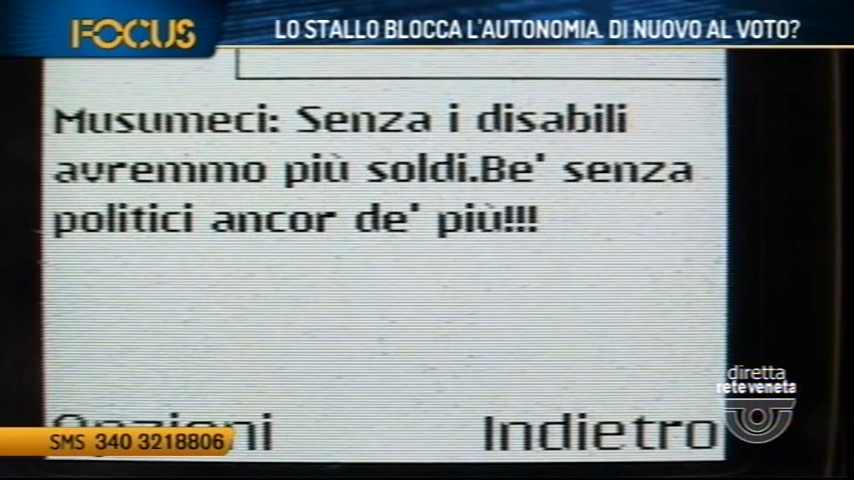 FOCUS
LO STALLO BLOCCA L'AUTONOMIA. DI NUOVO AL VOTO?
Musumeci: Senza i disabili
avremmo più soldi.Be' senza
politici ancor de' più!!!
diretta
reteveneta
Opzioni
Indietro
SMS 340 3218806